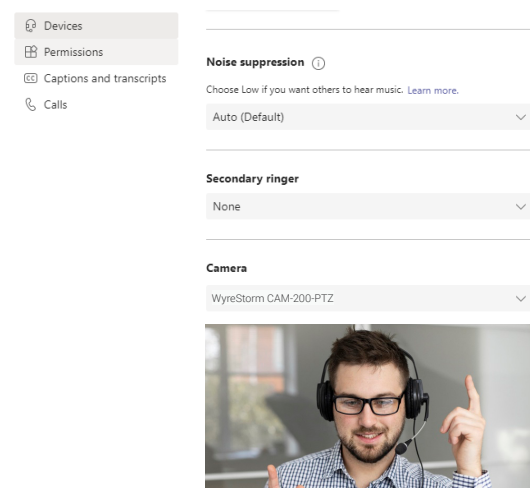 Devices
Permissions
Captions and transcripts
Calls
Noise suppression
Choose Low if you want others to hear music. Learn more.
Auto (Default)
Secondary ringer
None
Camera
WyreStorm CAM-200-PTZ